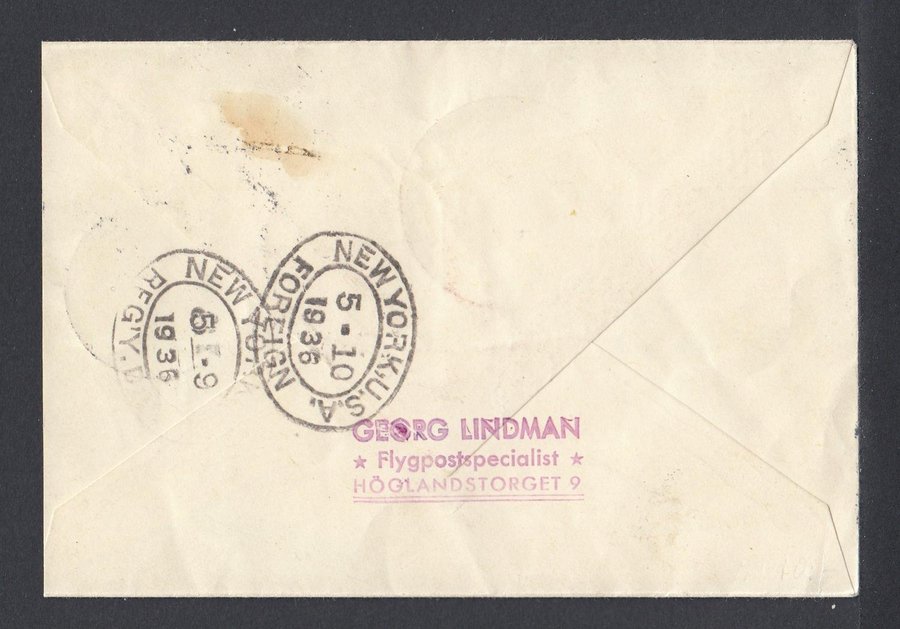 NEW YORK
REG'Y.
5-9
1936
NEW YORK, U.S.A.
FOREIGN
5-10
1936
GEORG LINDMAN
★ Flygpostspecialist ★
HÖGLANDSTORGET 9